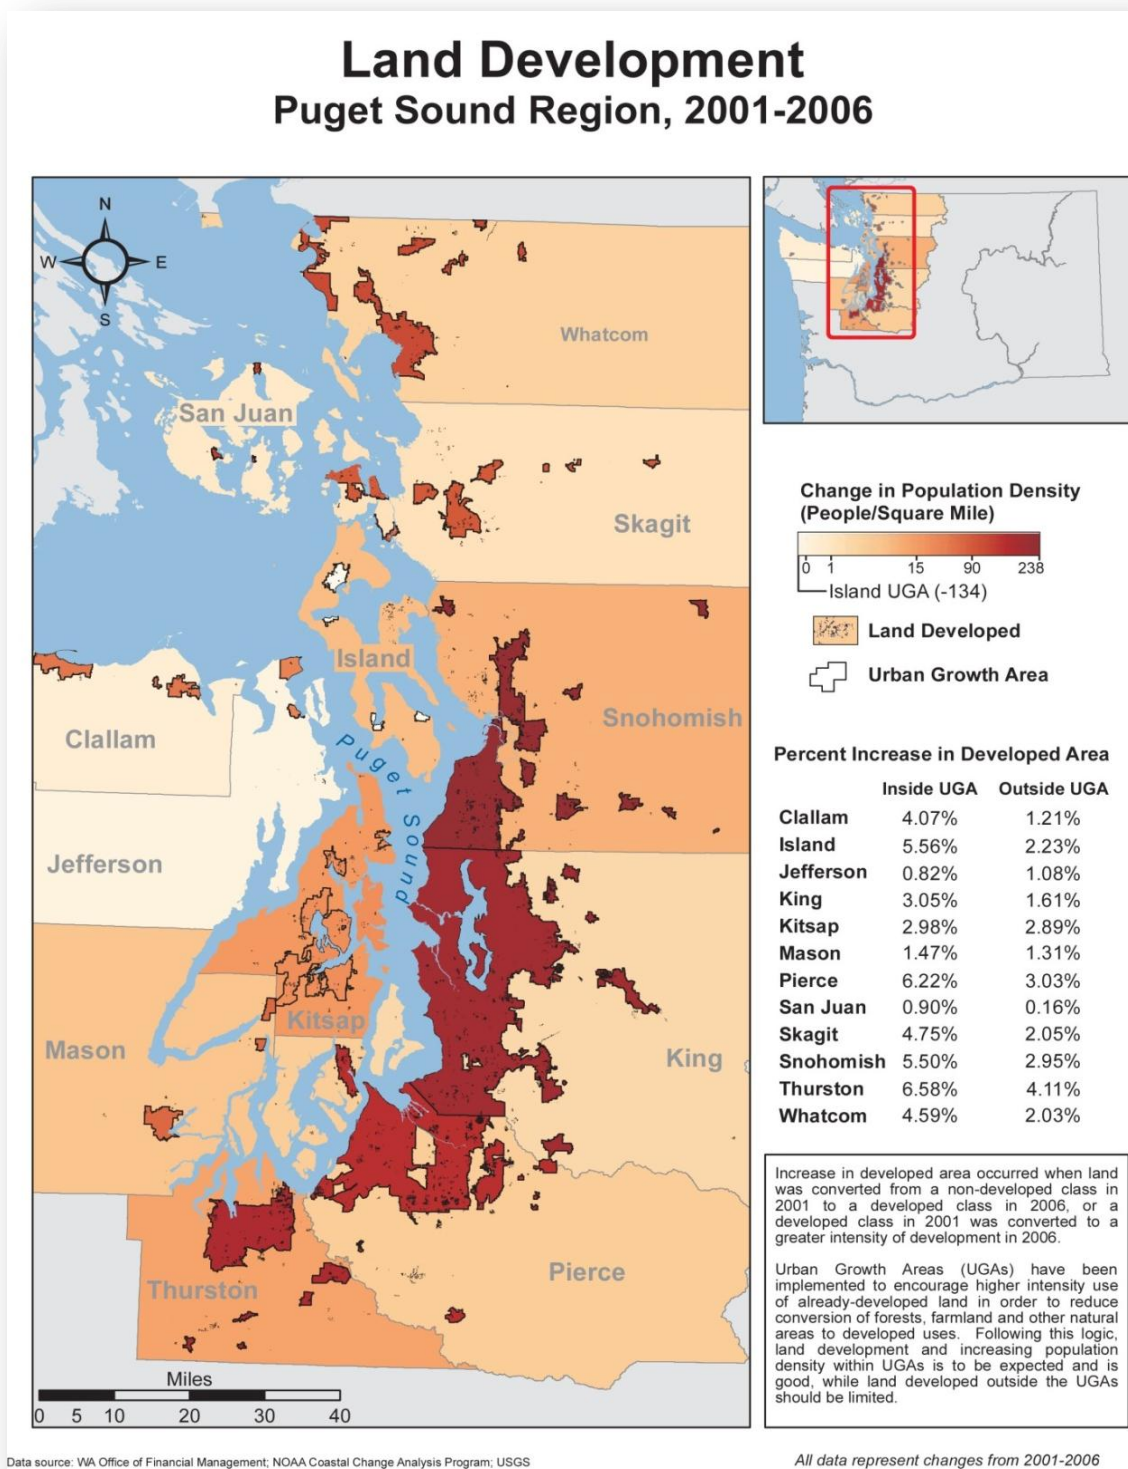 Land Development
Puget Sound Region, 2001-2006
N
W
E
S
Whatcom
San Juan
Skagit
Island
Snohomish
Clallam
Puget Sound
Jefferson
Kitsap
Mason
King
Pierce
Thurston
Miles
0 5 10 20 30 40
Change in Population Density
(People/Square Mile)
0 1 15 90 238
Island UGA (-134)
Land Developed
Urban Growth Area
Percent Increase in Developed Area
Inside UGA Outside UGA
Clallam 4.07% 1.21%
Island 5.56% 2.23%
Jefferson 0.82% 1.08%
King 3.05% 1.61%
Kitsap 2.98% 2.89%
Mason 1.47% 1.31%
Pierce 6.22% 3.03%
San Juan 0.90% 0.16%
Skagit 4.75% 2.05%
Snohomish 5.50% 2.95%
Thurston 6.58% 4.11%
Whatcom 4.59% 2.03%
Increase in developed area occurred when land
was converted from a non-developed class in
2001 to a developed class in 2006, or a
developed class in 2001 was converted to a
greater intensity of development in 2006.
Urban Growth Areas (UGAs) have been
implemented to encourage higher intensity use
of already-developed land in order to reduce
conversion of forests, farmland and other natural
areas to developed uses. Following this logic,
land development and increasing population
density within UGAs is to be expected and is
good, while land developed outside the UGAs
should be limited.
Data source: WA Office of Financial Management; NOAA Coastal Change Analysis Program; USGS
All data represent changes from 2001-2006